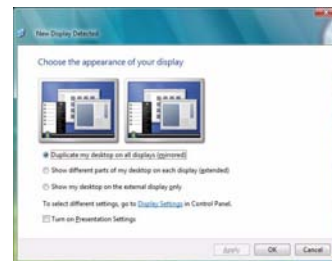 New Display Detected
Choose the appearance of your display
Duplicate my desktop on all displays (mirrored)
Show different parts of my desktop on each display (extended)
Show my desktop on the external display only
To select different settings, go to Display Settings in Control Panel.
Turn on Presentation Settings
Apply
OK
Cancel